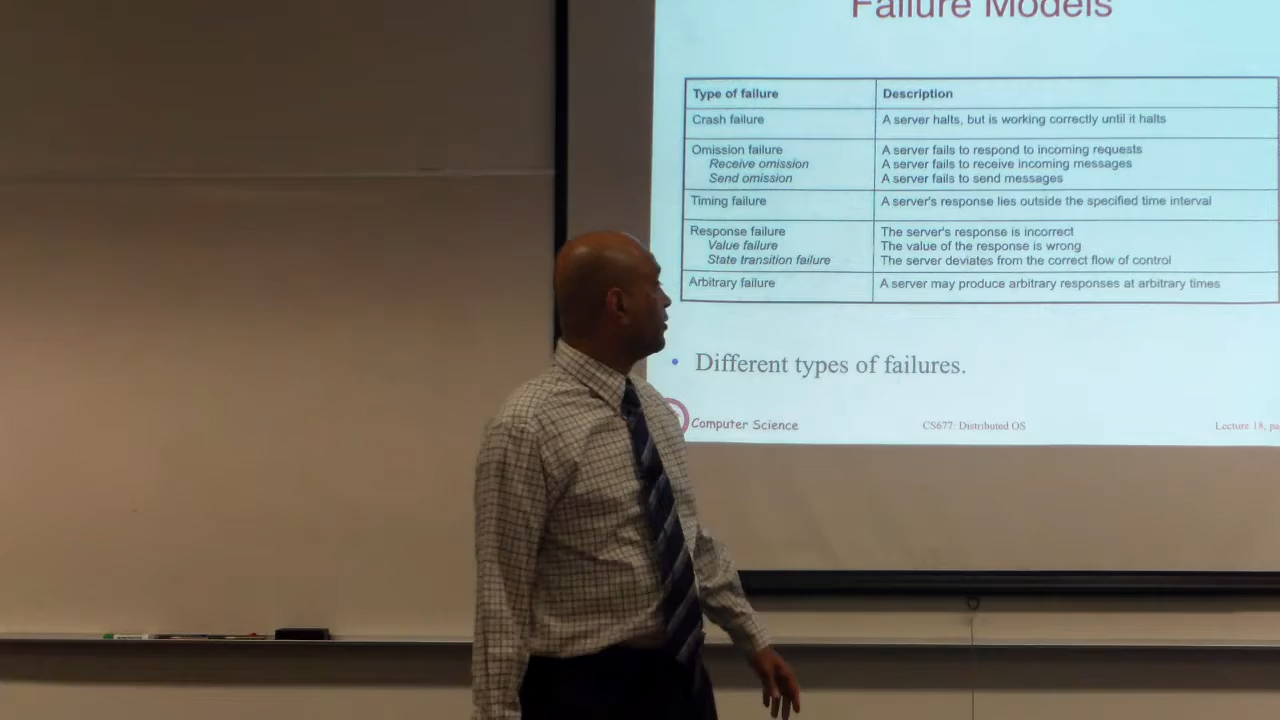 Failure Models
Type of failure Description
Crash failure A server halts, but is working correctly until it halts
Omission failure A server fails to respond to incoming requests
Receive omission A server fails to receive incoming messages
Send omission A server fails to send messages
Timing failure A server's response lies outside the specified time interval
Response failure The server's response is incorrect
Value failure The value of the response is wrong
State transition failure The server deviates from the correct flow of control
Arbitrary failure A server may produce arbitrary responses at arbitrary times
• Different types of failures.
Computer Science CS677: Distributed OS Lecture 18, pa